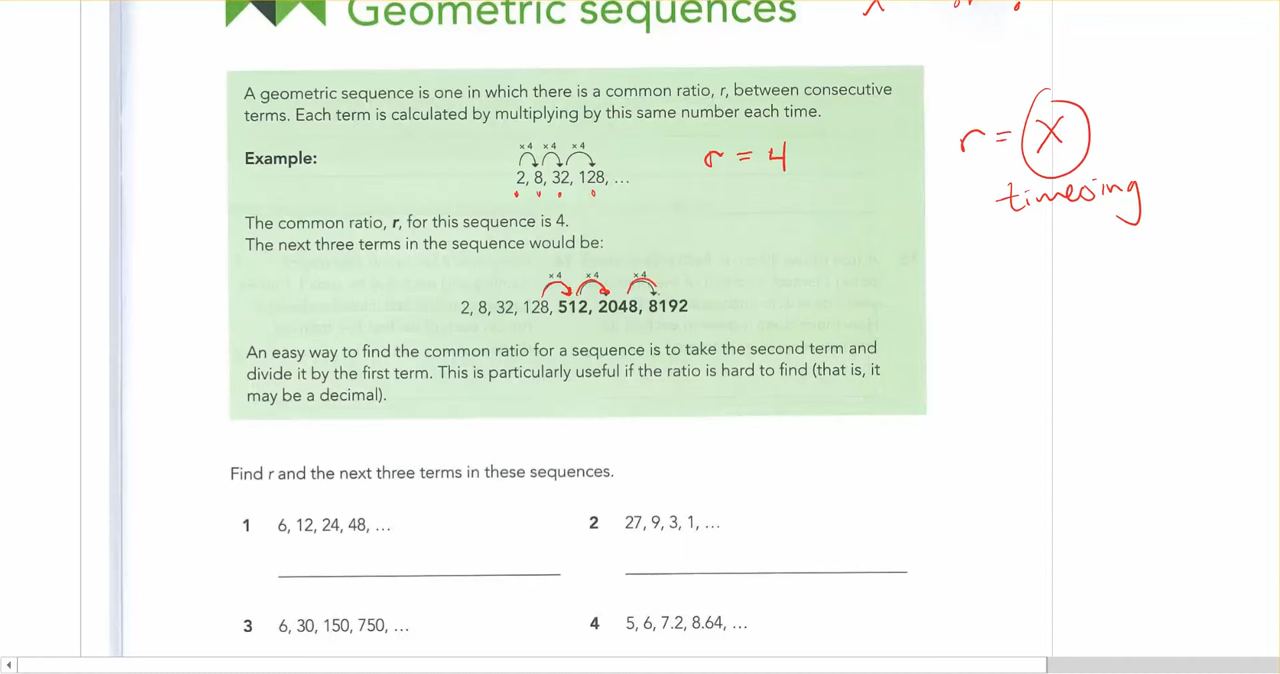 Geometric sequences
A geometric sequence is one in which there is a common ratio, r, between consecutive
terms. Each term is calculated by multiplying by this same number each time.
×4 ×4 ×4
Example:
2, 8, 32, 128, …
r = 4
r = ×
timesing
The common ratio, r, for this sequence is 4.
The next three terms in the sequence would be:
×4 ×4 ×4
2, 8, 32, 128, 512, 2048, 8192
An easy way to find the common ratio for a sequence is to take the second term and
divide it by the first term. This is particularly useful if the ratio is hard to find (that is, it
may be a decimal).
Find r and the next three terms in these sequences.
1 6, 12, 24, 48, …
2 27, 9, 3, 1, …
3 6, 30, 150, 750, …
4 5, 6, 7.2, 8.64, …